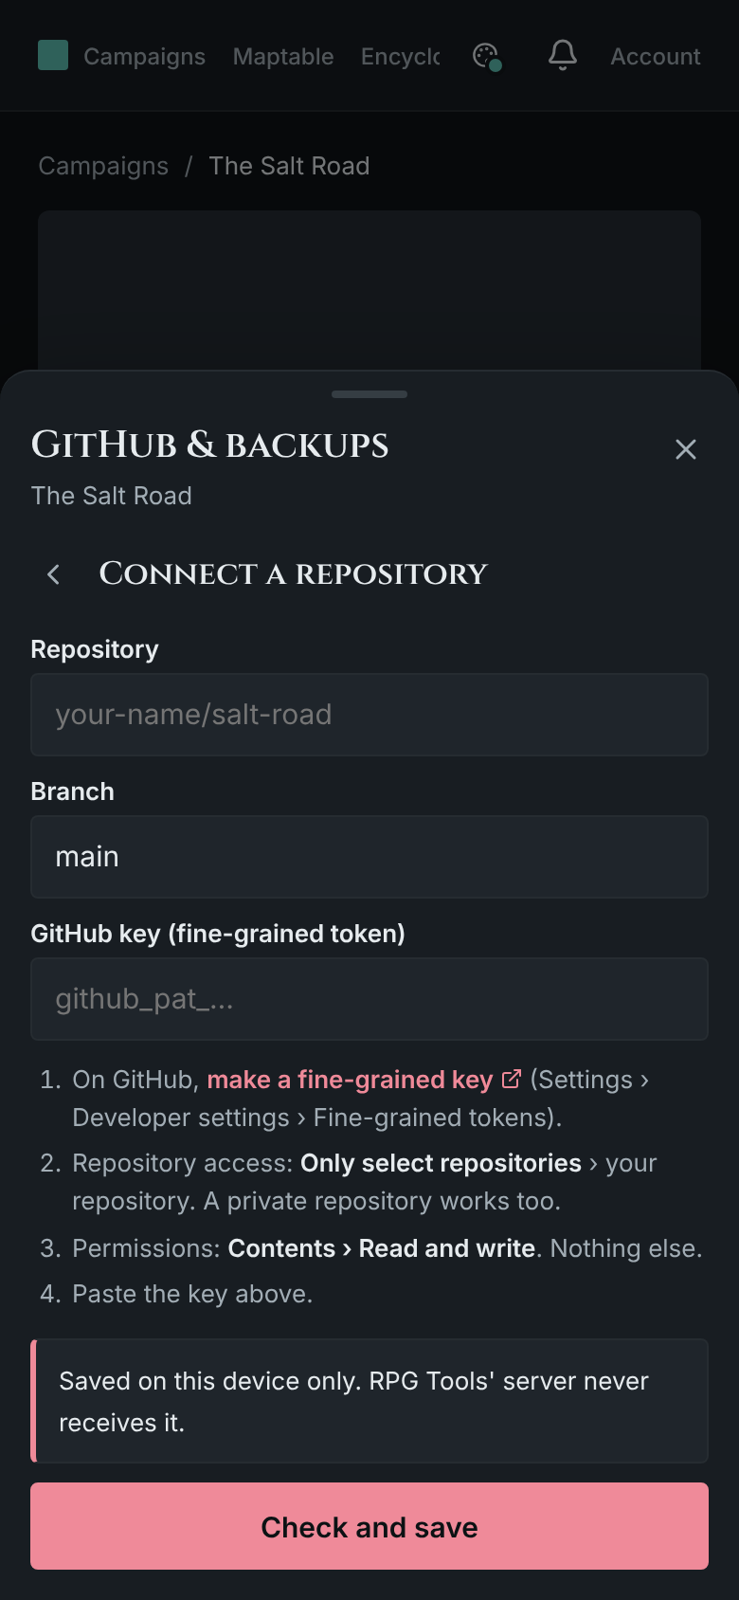 Campaigns Maptable Encycl Account
Campaigns / The Salt Road
GitHub & backups
The Salt Road
Connect a repository
Repository
your-name/salt-road
Branch
main
GitHub key (fine-grained token)
github_pat_...
1. On GitHub, make a fine-grained key (Settings ›
Developer settings › Fine-grained tokens).
2. Repository access: Only select repositories › your
repository. A private repository works too.
3. Permissions: Contents › Read and write. Nothing else.
4. Paste the key above.
Saved on this device only. RPG Tools' server never
receives it.
Check and save